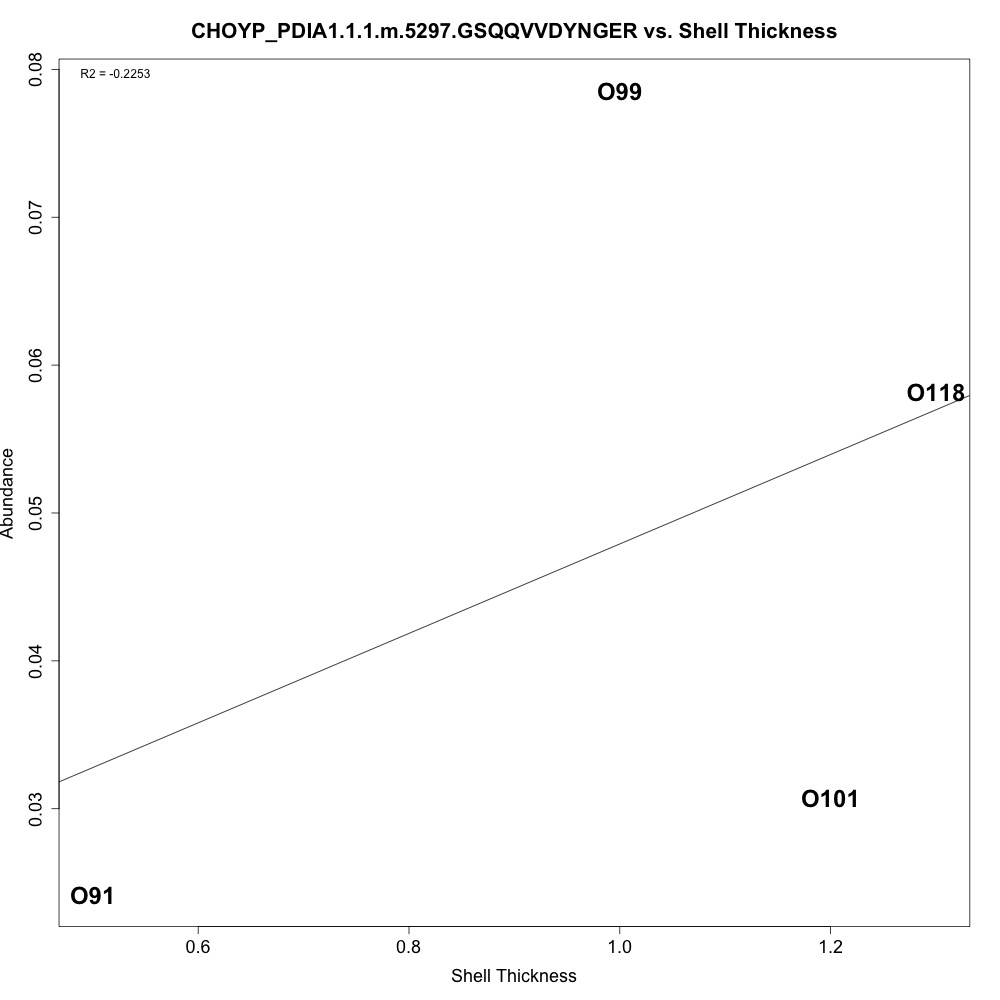 CHOYP_PDIA1.1.1.m.5297.GSQQVVDYNGER vs. Shell Thickness
R2 = -0.2253
0.08
O99
0.07
0.06
O118
Abundance
0.05
0.04
0.03
O101
O91
0.6 0.8 1.0 1.2
Shell Thickness